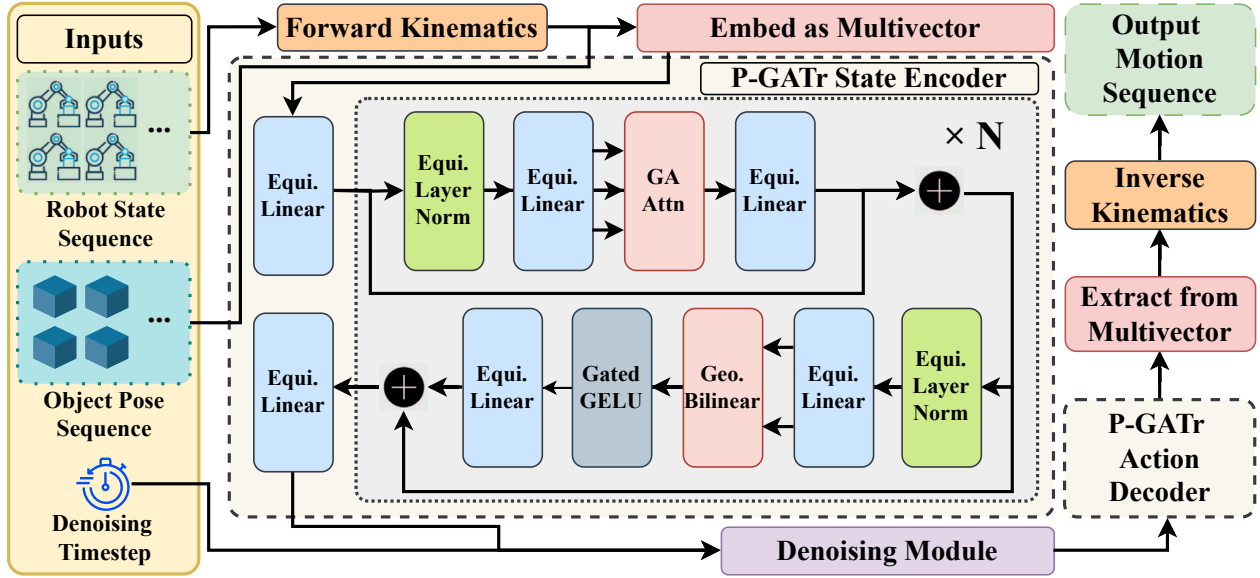 Inputs
Robot State
Sequence
...
Object Pose
Sequence
...
Denoising
Timestep
Forward Kinematics
Embed as Multivector
P-GATr State Encoder
× N
Equi.
Linear
Equi.
Layer
Norm
Equi.
Linear
GA
Attn
Equi.
Linear
Equi.
Linear
Equi.
Linear
Gated
GELU
Geo.
Bilinear
Equi.
Linear
Equi.
Layer
Norm
Denoising Module
Output
Motion
Sequence
Inverse
Kinematics
Extract from
Multivector
P-GATr
Action
Decoder